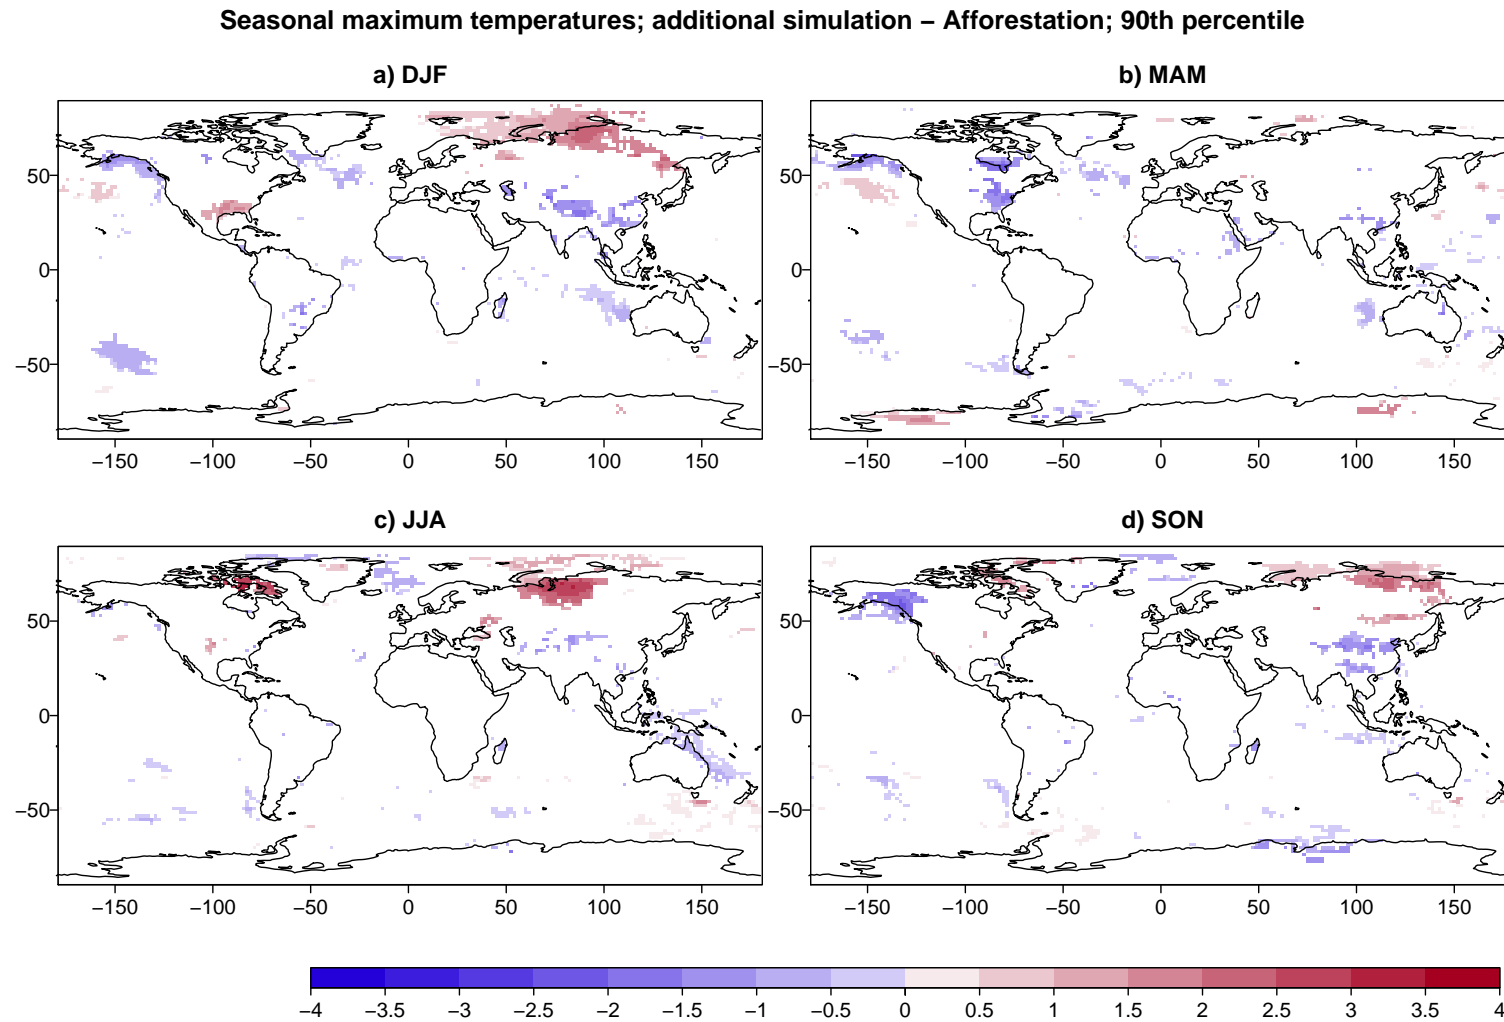 Seasonal maximum temperatures; additional simulation – Afforestation; 90th percentile
a) DJF
b) MAM
50
0
−50
50
0
−50
−150 −100 −50 0 50 100 150
−150 −100 −50 0 50 100 150
c) JJA
d) SON
50
0
−50
50
0
−50
−150 −100 −50 0 50 100 150
−150 −100 −50 0 50 100 150
−4 −3.5 −3 −2.5 −2 −1.5 −1 −0.5 0 0.5 1 1.5 2 2.5 3 3.5 4